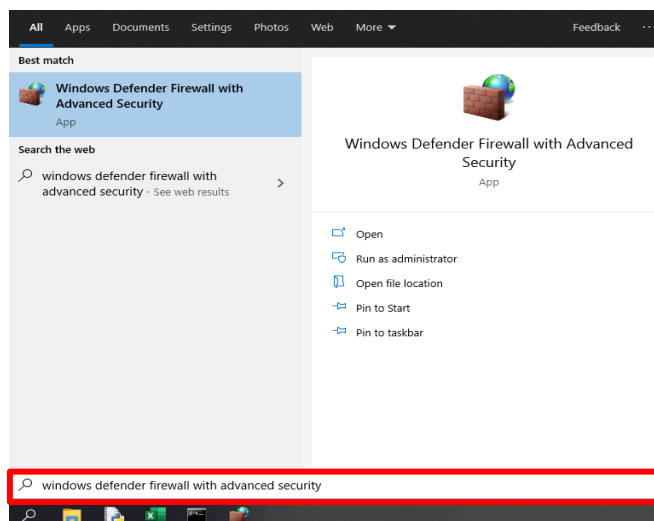 All Apps Documents Settings Photos Web More Feedback ...
Best match
Windows Defender Firewall with
Advanced Security
App
Search the web
windows defender firewall with
advanced security - See web results
Windows Defender Firewall with Advanced
Security
App
Open
Run as administrator
Open file location
Pin to Start
Pin to taskbar
windows defender firewall with advanced security